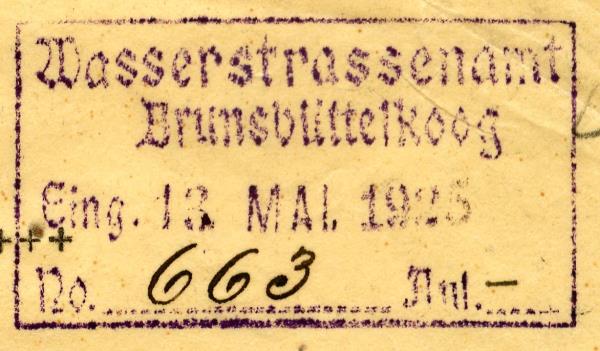 Wasserstrassenamt
Brunsbüttelkoog
Eing. 13. MAI. 1925
+++
No. 663 Anl. –